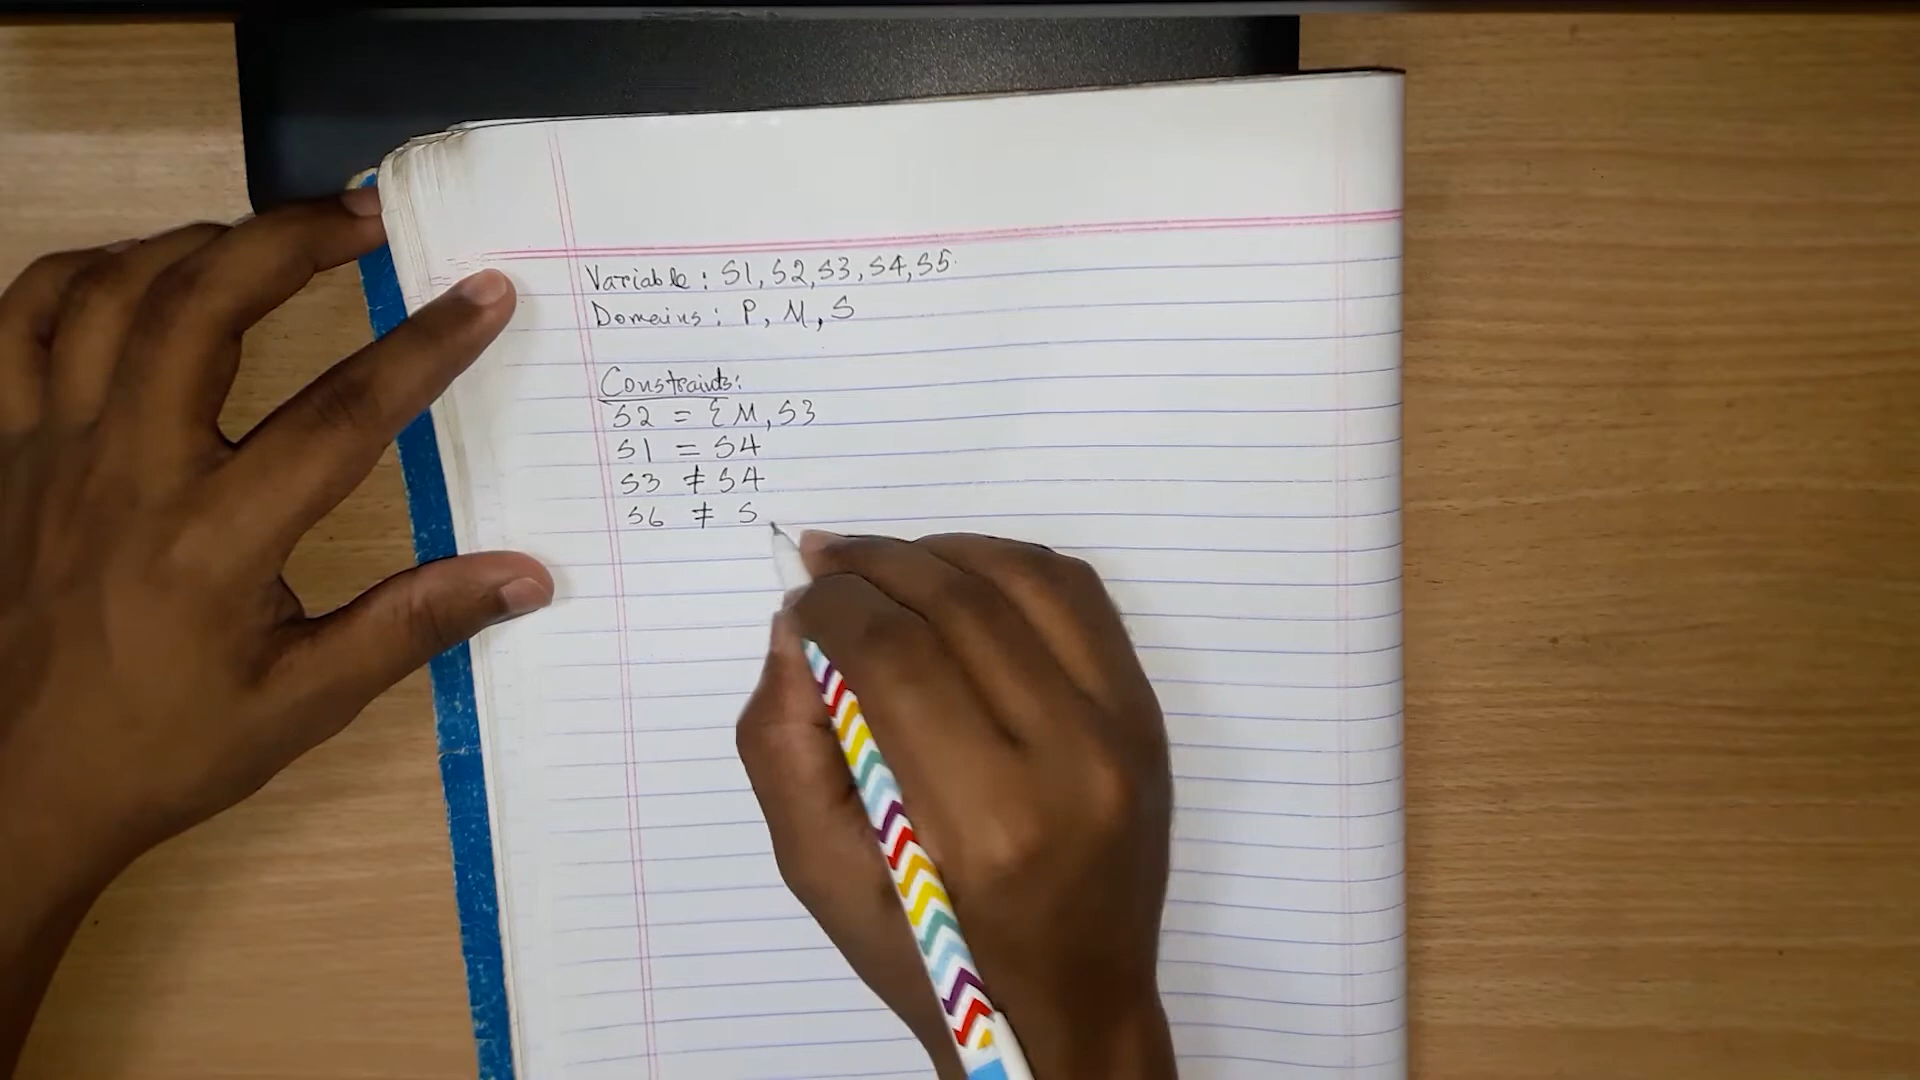 Variable : S1, S2, S3, S4, S5.
Domains : P, M, S
Constraints:
S2 = {M, S}
S1 = S4
S3 ≠ S4
S6 ≠ S